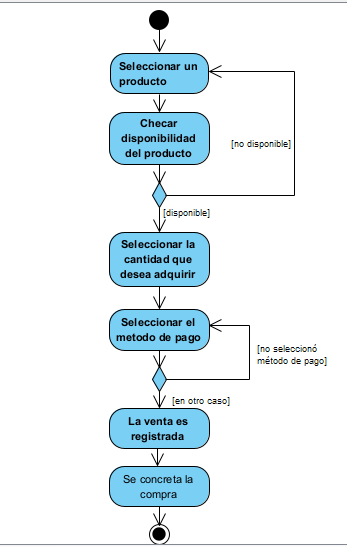 Seleccionar un
producto
Checar
disponibilidad
del producto
[no disponible]
[disponible]
Seleccionar la
cantidad que
desea adquirir
Seleccionar el
metodo de pago
[no seleccionó
método de pago]
[en otro caso]
La venta es
registrada
Se concreta la
compra